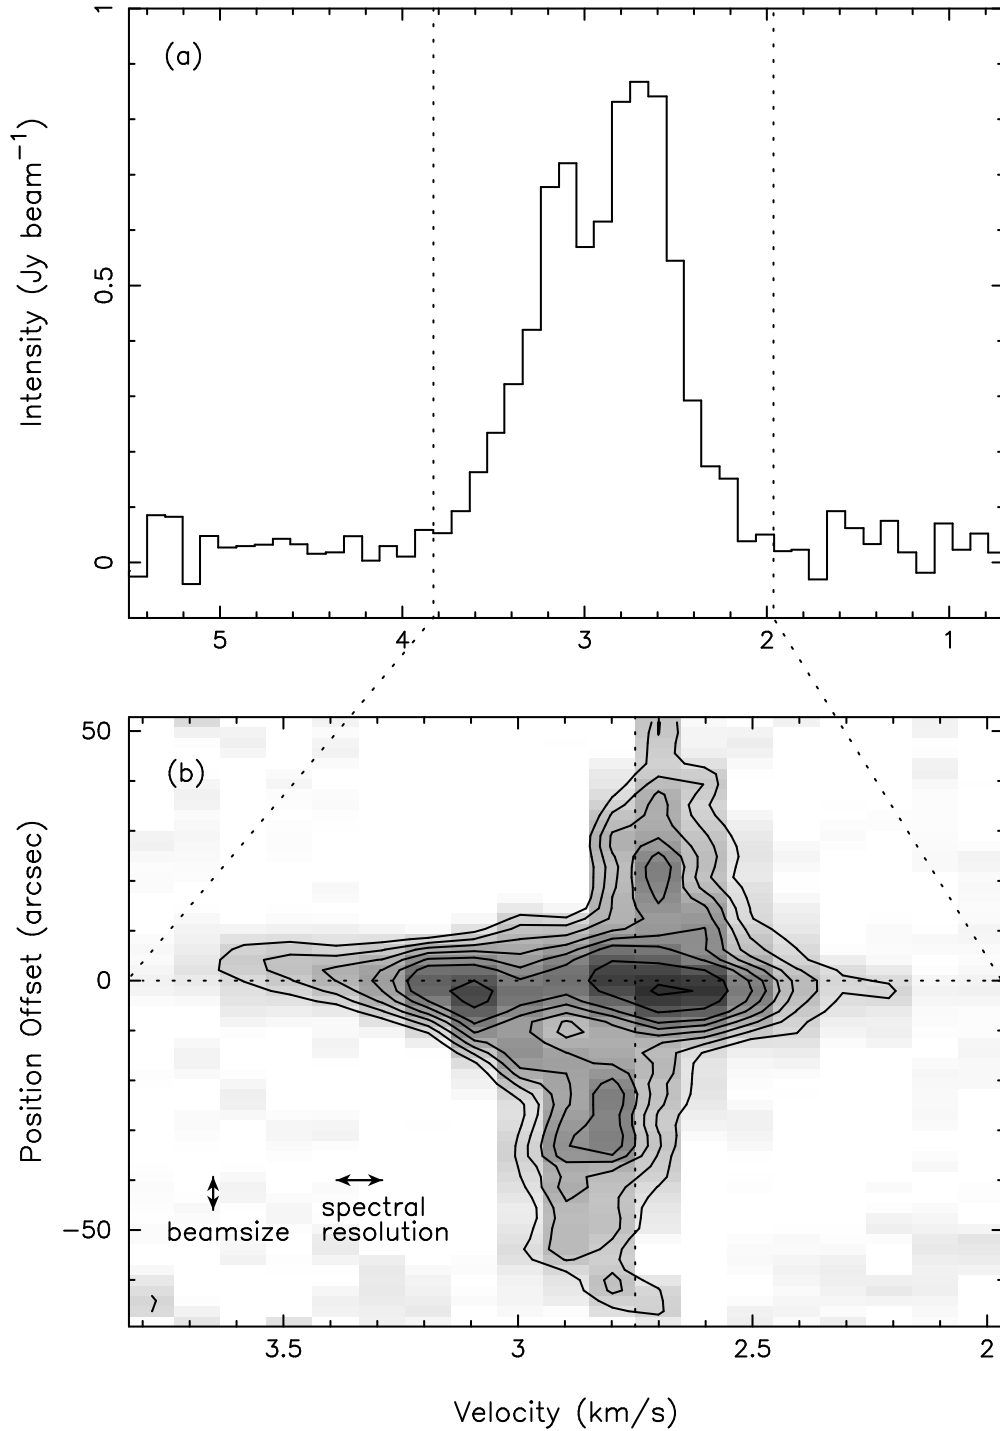 1
(a)
Intensity (Jy beam⁻¹)
0.5
0
5 4 3 2 1
50
(b)
Position Offset (arcsec)
0
beamsize
spectral
resolution
−50
3.5 3 2.5 2
Velocity (km/s)